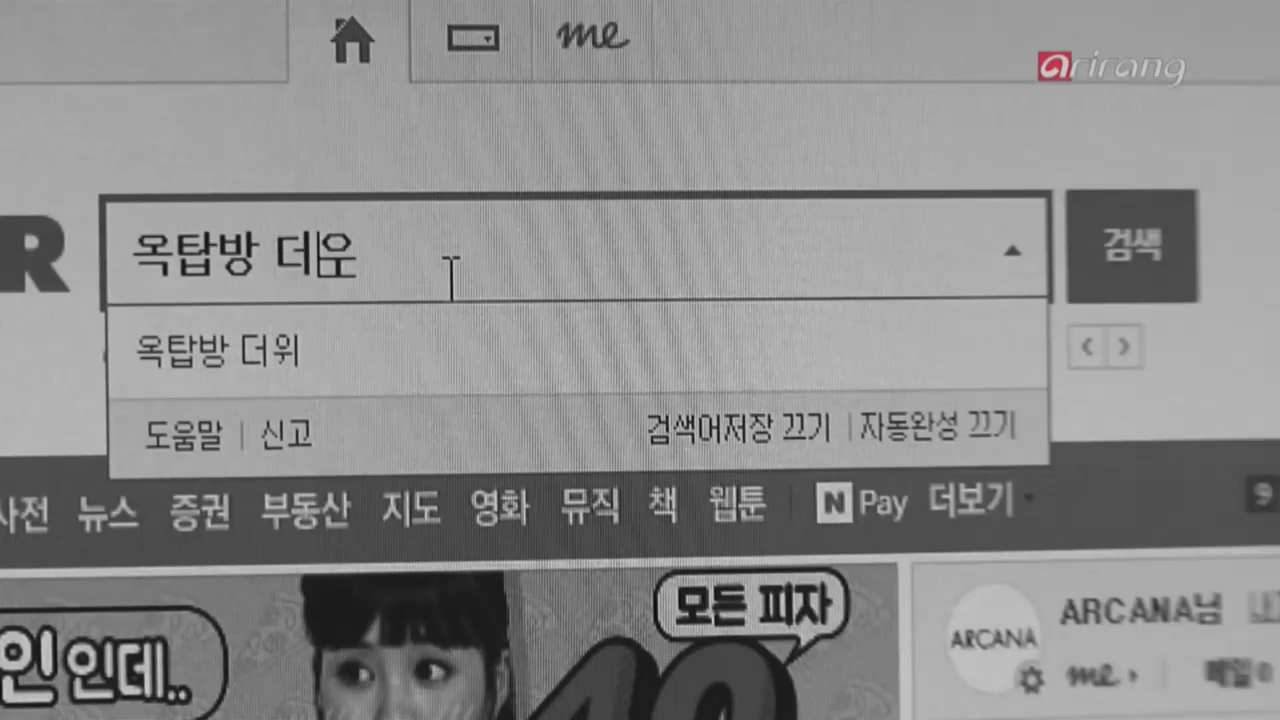 me
arirang
R
옥탑방 더운
검색
옥탑방 더위
도움말 | 신고 검색어저장 끄기 | 자동완성 끄기
사전 뉴스 증권 부동산 지도 영화 뮤직 책 웹툰 N Pay 더보기
9
모든 피자
인 인데..
40
ARCANA님
ARCANA
me